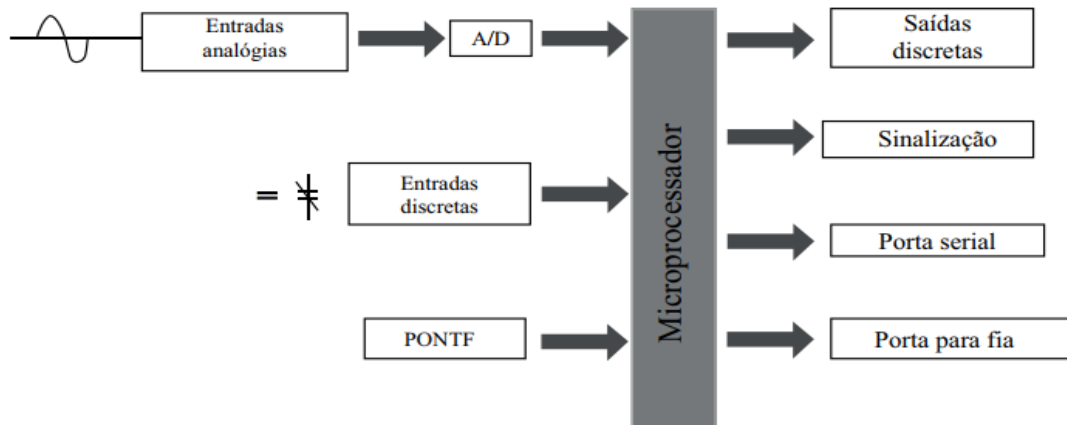 Entradas
analógias
A/D
Entradas
discretas
PONTF
Microprocessador
Saídas
discretas
Sinalização
Porta serial
Porta para fia